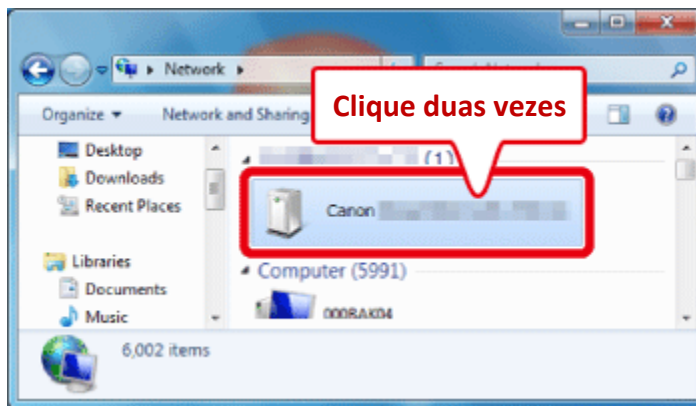 Network
Organize
Network and Sharing
Clique duas vezes
Desktop
Downloads
Recent Places
Libraries
Documents
Music
(1)
Canon
Computer (5991)
000BAK04
6,002 items